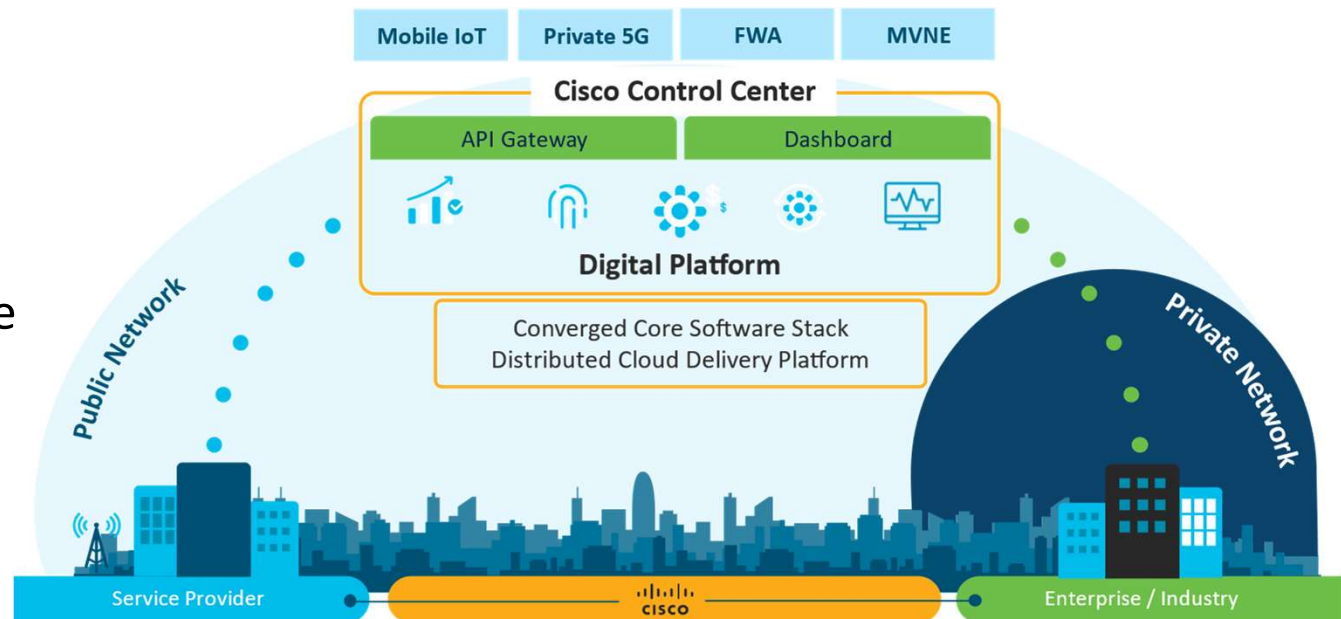 Mobile IoT
Private 5G
FWA
MVNE
Cisco Control Center
API Gateway
Dashboard
$
$
Digital Platform
e
Converged Core Software Stack
Distributed Cloud Delivery Platform
Public Network
Private Network
Service Provider
CISCO
Enterprise / Industry